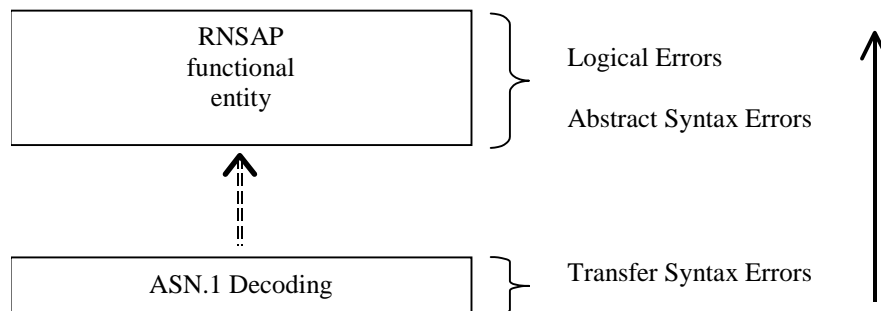 RNSAP
functional
entity
Logical Errors
Abstract Syntax Errors
ASN.1 Decoding
Transfer Syntax Errors